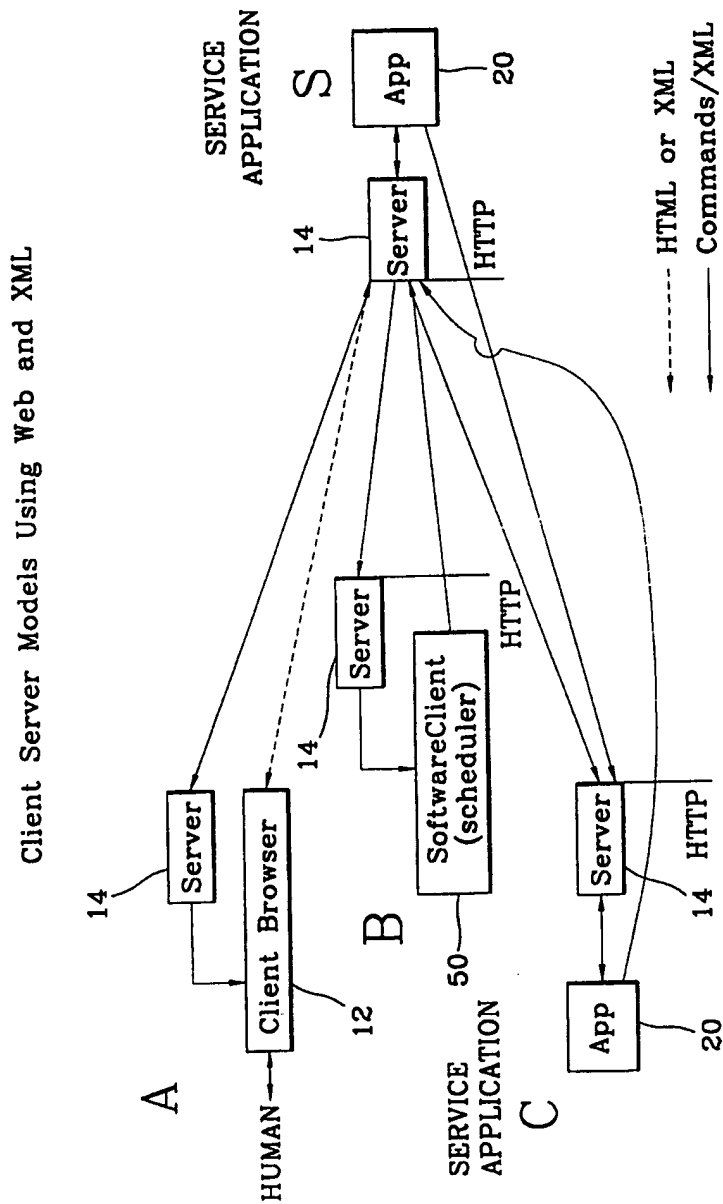 Client Server Models Using Web and XML
A
HUMAN
14
Server
Client Browser
12
B
14
Server
HTTP
SoftwareClient
(scheduler)
50
SERVICE
APPLICATION
C
App
20
Server
14
HTTP
SERVICE
APPLICATION
S
14
Server
HTTP
App
20
HTML or XML
Commands/XML